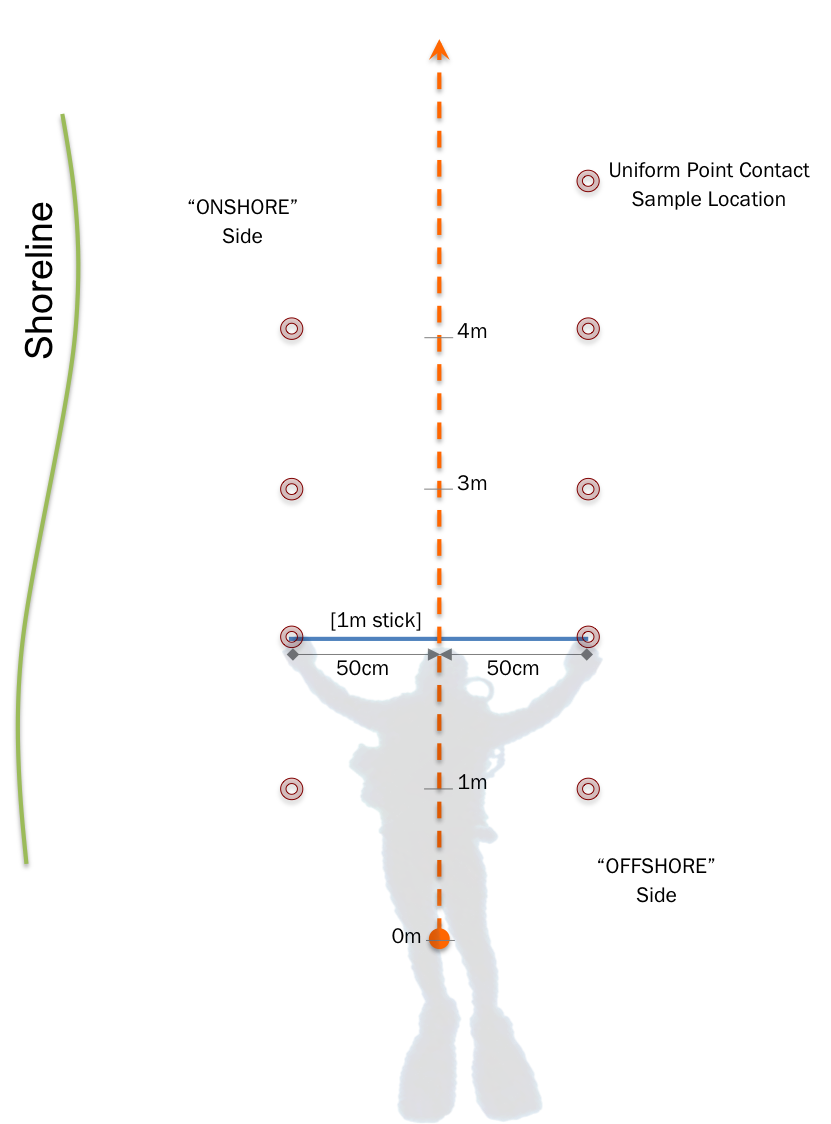 Uniform Point Contact
Sample Location
“ONSHORE”
Side
Shoreline
4m
3m
[1m stick]
50cm
50cm
1m
“OFFSHORE”
Side
0m